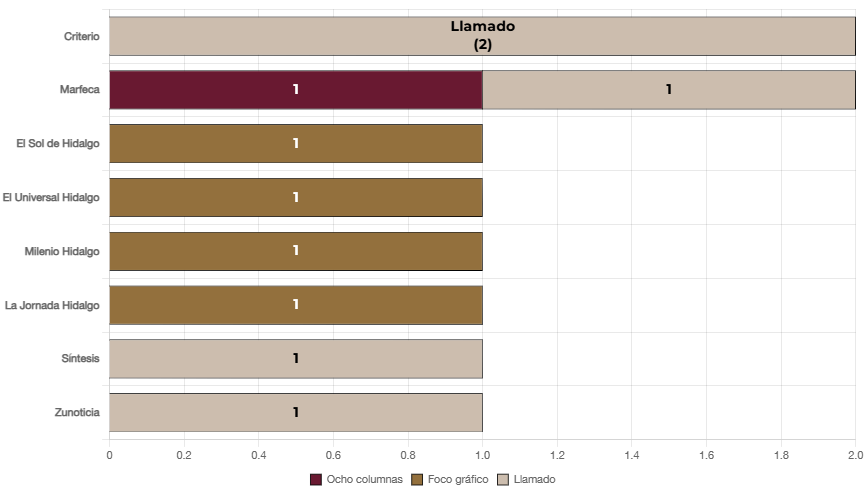 Criterio
Llamado
(2)
Marfeca
1
1
El Sol de Hidalgo
1
El Universal Hidalgo
1
Milenio Hidalgo
1
La Jornada Hidalgo
1
Síntesis
1
Zunoticia
1
0 0.2 0.4 0.6 0.8 1.0 1.2 1.4 1.6 1.8 2.0
Ocho columnas Foco gráfico Llamado